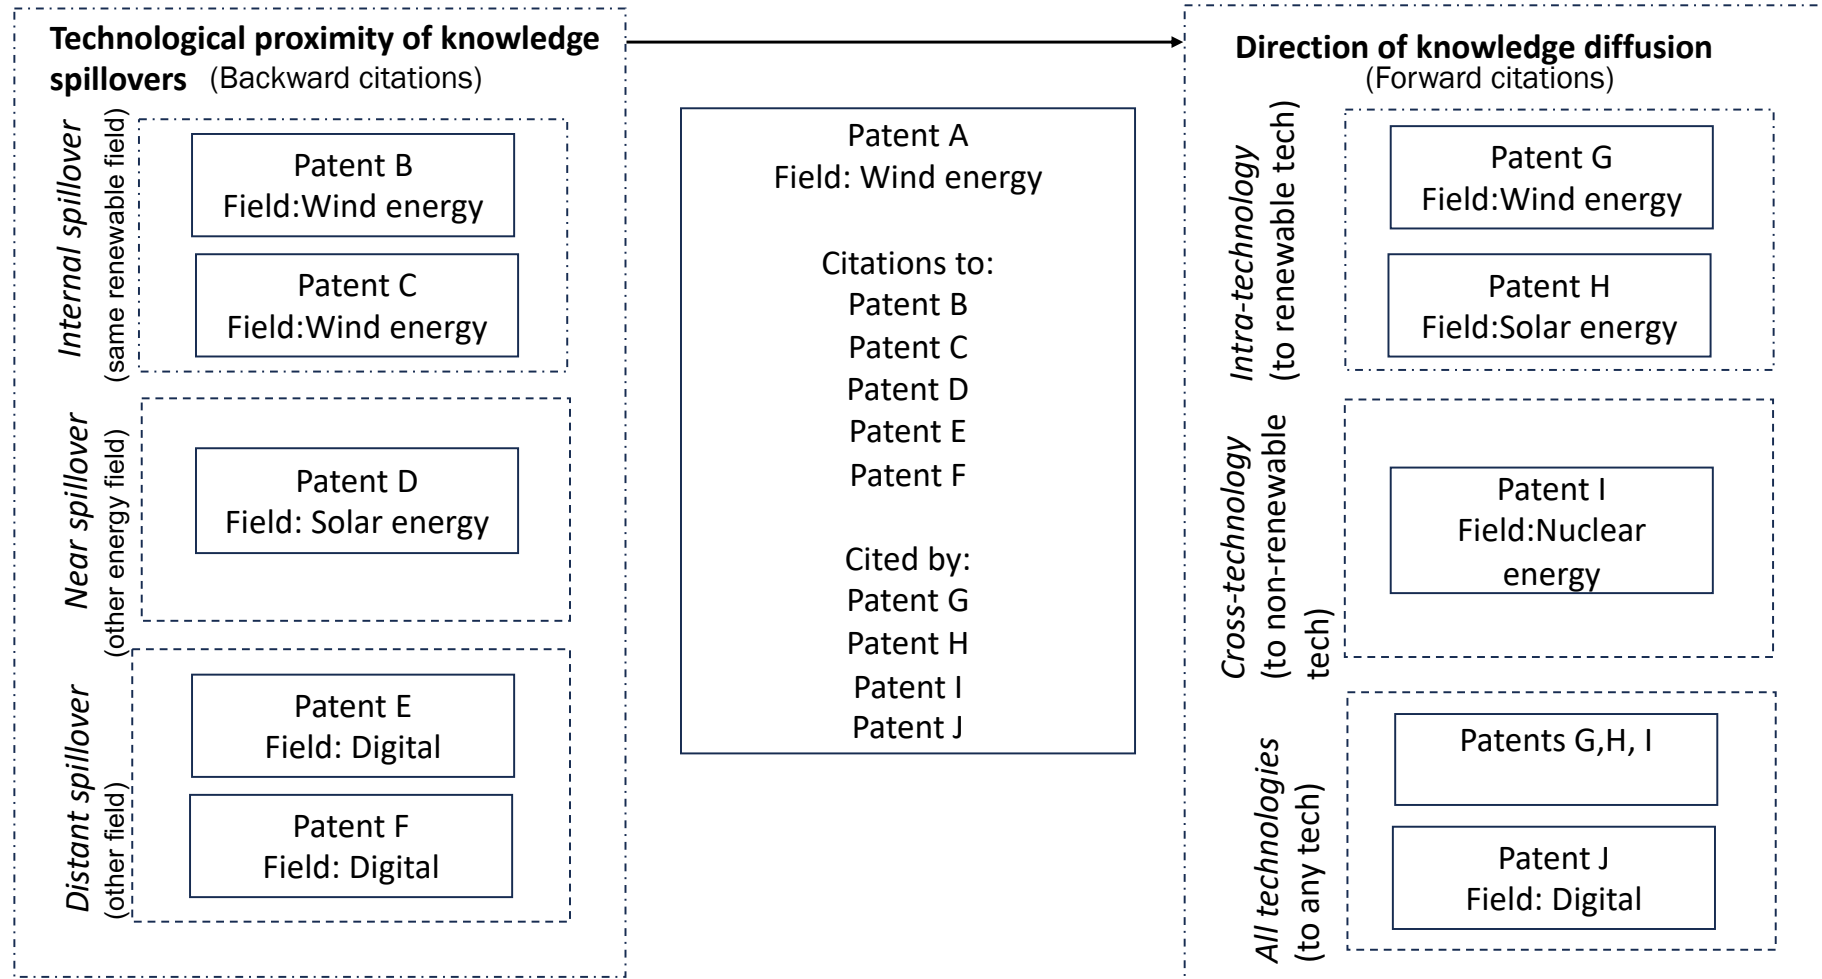 Technological proximity of knowledge
spillovers (Backward citations)
Internal spillover
(same renewable field)
Patent B
Field:Wind energy
Patent C
Field:Wind energy
Near spillover
(other energy field)
Patent D
Field: Solar energy
Distant spillover
(other field)
Patent E
Field: Digital
Patent F
Field: Digital
Patent A
Field: Wind energy
Citations to:
Patent B
Patent C
Patent D
Patent E
Patent F
Cited by:
Patent G
Patent H
Patent I
Patent J
Direction of knowledge diffusion
(Forward citations)
Intra-technology
(to renewable tech)
Patent G
Field:Wind energy
Patent H
Field:Solar energy
Cross-technology
(to non-renewable
tech)
Patent I
Field:Nuclear
energy
All technologies
(to any tech)
Patents G,H, I
Patent J
Field: Digital